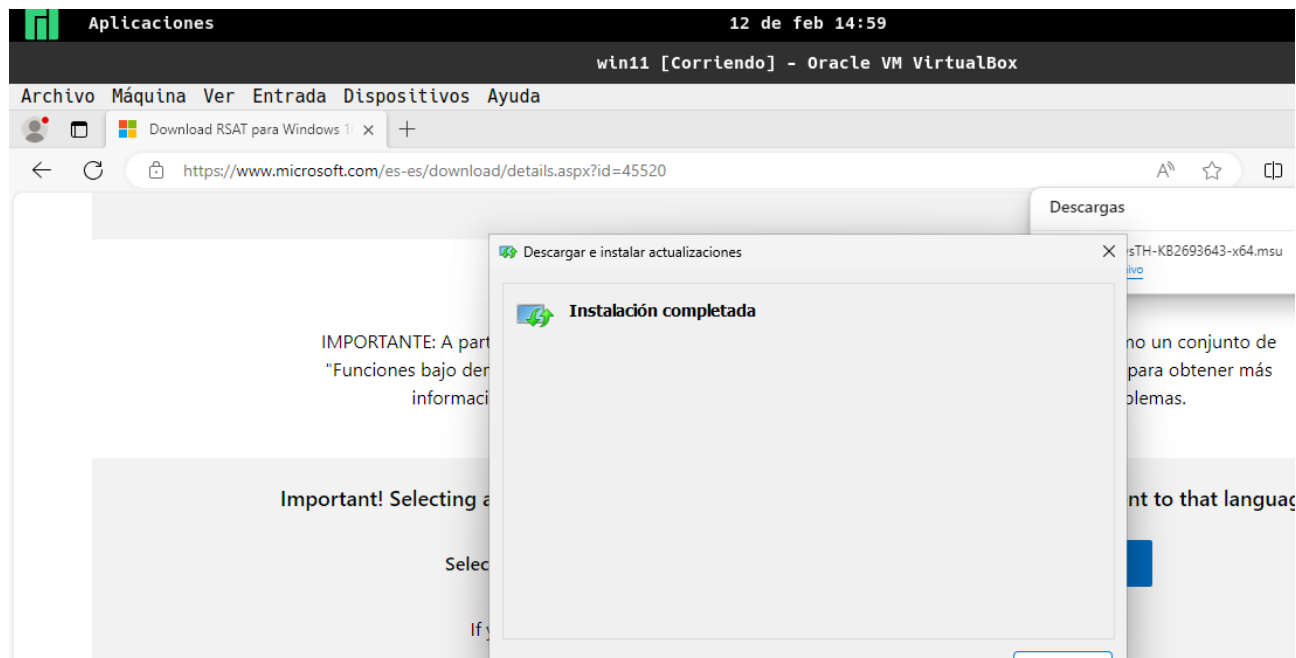 Aplicaciones 12 de feb 14:59
win11 [Corriendo] - Oracle VM VirtualBox
Archivo Máquina Ver Entrada Dispositivos Ayuda
Download RSAT para Windows
https://www.microsoft.com/es-es/download/details.aspx?id=45520
Descargas
Descargar e instalar actualizaciones
sTH-KB2693643-x64.msu
Instalación completada
IMPORTANTE: A part
no un conjunto de
"Funciones bajo der
para obtener más
informaci
blemas.
Important! Selecting a
nt to that languag
Selec
If y